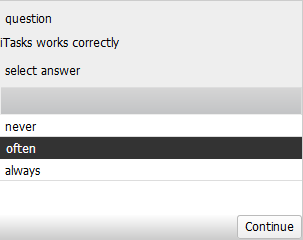 question
iTasks works correctly
select answer
never
often
always
Continue